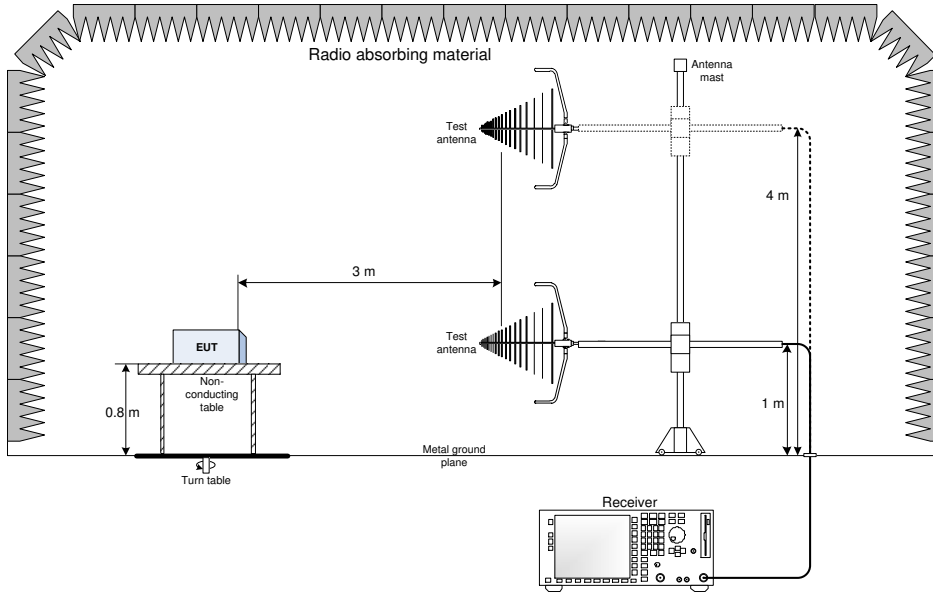 Radio absorbing material
Antenna
mast
Test
antenna
4 m
3 m
Test
antenna
EUT
Non-
conducting
table
0.8 m
1 m
Metal ground
plane
Turn table
Receiver